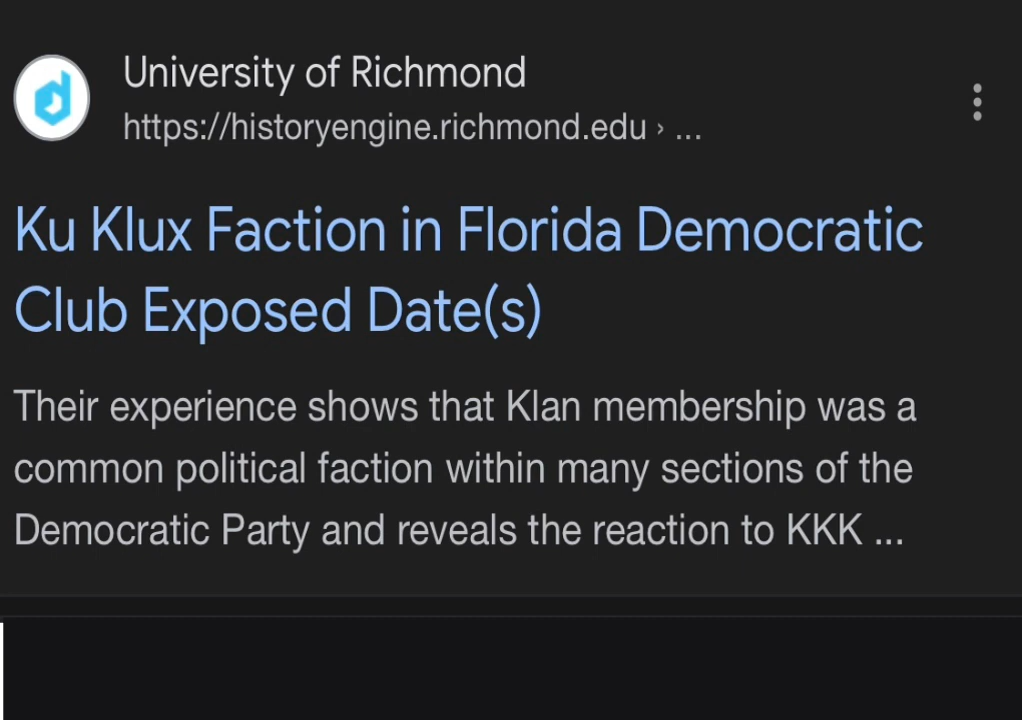 University of Richmond
https://historyengine.richmond.edu › ...
Ku Klux Faction in Florida Democratic
Club Exposed Date(s)
Their experience shows that Klan membership was a
common political faction within many sections of the
Democratic Party and reveals the reaction to KKK ...